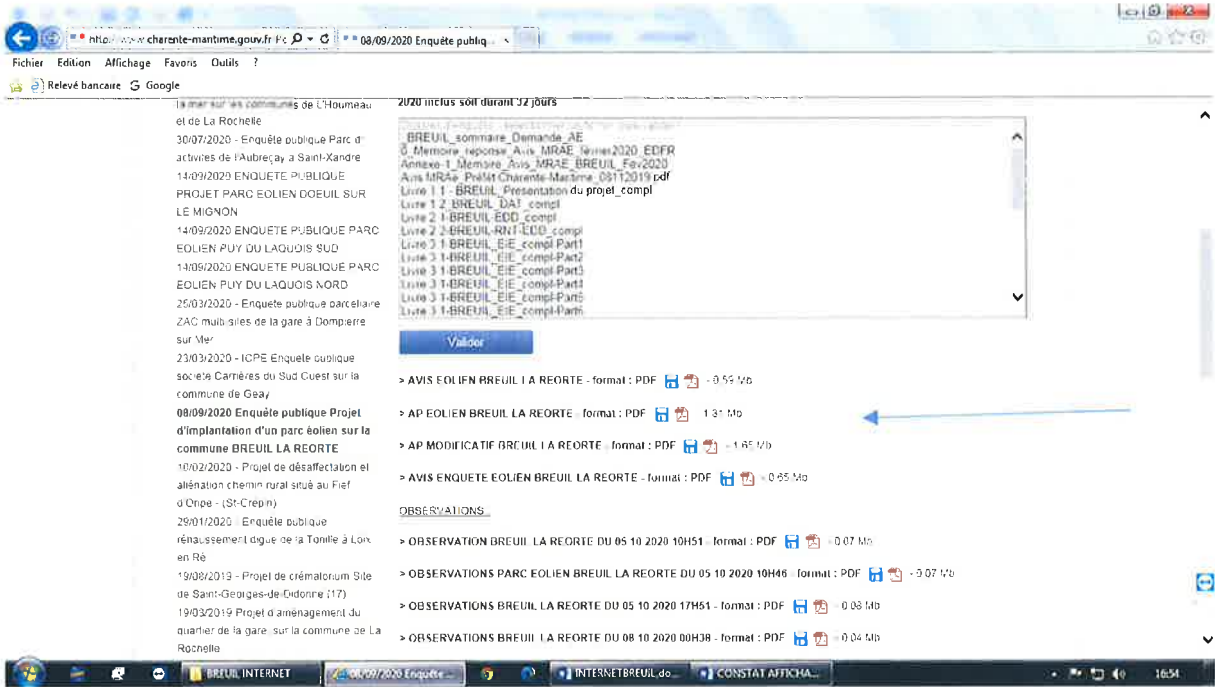 charente-maritime.gouv.fr
08/09/2020 Enquête publiq...
Fichier Edition Affichage Favoris Outils ?
Relevé bancaire G Google
la mer sur les communes de L'Houmeau
et de La Rochelle
30/07/2020 - Enquête publique Parc d'
activités de l'Aubreçay à Saint-Xandre
14/09/2020 ENQUETE PUBLIQUE
PROJET PARC EOLIEN DOEUIL SUR
LE MIGNON
14/09/2020 ENQUETE PUBLIQUE PARC
EOLIEN PUY DU LAQUOIS SUD
14/09/2020 ENQUETE PUBLIQUE PARC
EOLIEN PUY DU LAQUOIS NORD
25/03/2020 - Enquête publique parcellaire
ZAC multi-sites de la gare à Dompierre
sur Mer
23/03/2020 - ICPE Enquête publique
société Carrières du Sud Ouest sur la
commune de Geay
08/09/2020 Enquête publique Projet
d'implantation d'un parc éolien sur la
commune BREUIL LA REORTE
10/02/2020 - Projet de désaffectation et
aliénation chemin rural situé au Fief
(St-Crépin)
29/01/2020 - Enquête publique
réhaussement digue de la Tonille à Loix
en Ré
19/08/2019 - Projet de crématorium Site
de Saint-Georges-de-Didonne (17)
19/03/2019 Projet d'aménagement du
quartier de la gare, sur la commune de La
Rochelle
2020 inclus soit durant 32 jours
_BREUIL_sommaire_Demande_AE
0_Memoire_reponse_Avis_MRAE_fevrier2020_EDFR
Annexe-1_Memoire_Avis_MRAE_BREUIL_Fev2020
Avis MRAe_Préfet Charente-Maritime_08112019.pdf
Livre 1.1 - BREUIL_Presentation du projet_compl
Livre 1.2_BREUIL_DAT_compl
Livre 2.1-BREUIL-EDD_compl
Livre 2.2-BREUIL-RNT-EDD_compl
Livre 3.1-BREUIL_EIE_compl-Part1
Livre 3.1-BREUIL_EIE_compl-Part2
Livre 3.1-BREUIL_EIE_compl-Part3
Livre 3.1-BREUIL_EIE_compl-Part4
Livre 3.1-BREUIL_EIE_compl-Part5
Livre 3.1-BREUIL_EIE_compl-Part6
Valider
> AVIS EOLIEN BREUIL LA REORTE - format : PDF - 0,59 Mb
> AP EOLIEN BREUIL LA REORTE - format : PDF - 1,31 Mb
> AP MODIFICATIF BREUIL LA REORTE - format : PDF - 1,65 Mb
> AVIS ENQUETE EOLIEN BREUIL LA REORTE - format : PDF - 0,65 Mb
OBSERVATIONS
> OBSERVATION BREUIL LA REORTE DU 05 10 2020 10H51 - format : PDF - 0,07 Mb
> OBSERVATIONS PARC EOLIEN BREUIL LA REORTE DU 05 10 2020 10H46 - format : PDF - 0,07 Mb
> OBSERVATIONS BREUIL LA REORTE DU 05 10 2020 17H51 - format : PDF - 0,08 Mb
> OBSERVATIONS BREUIL LA REORTE DU 08 10 2020 00H38 - format : PDF - 0,04 Mb
BREUIL INTERNET
08/09/2020 Enquête ...
INTERNETBREUIL.do...
CONSTAT AFFICHA...
16:54